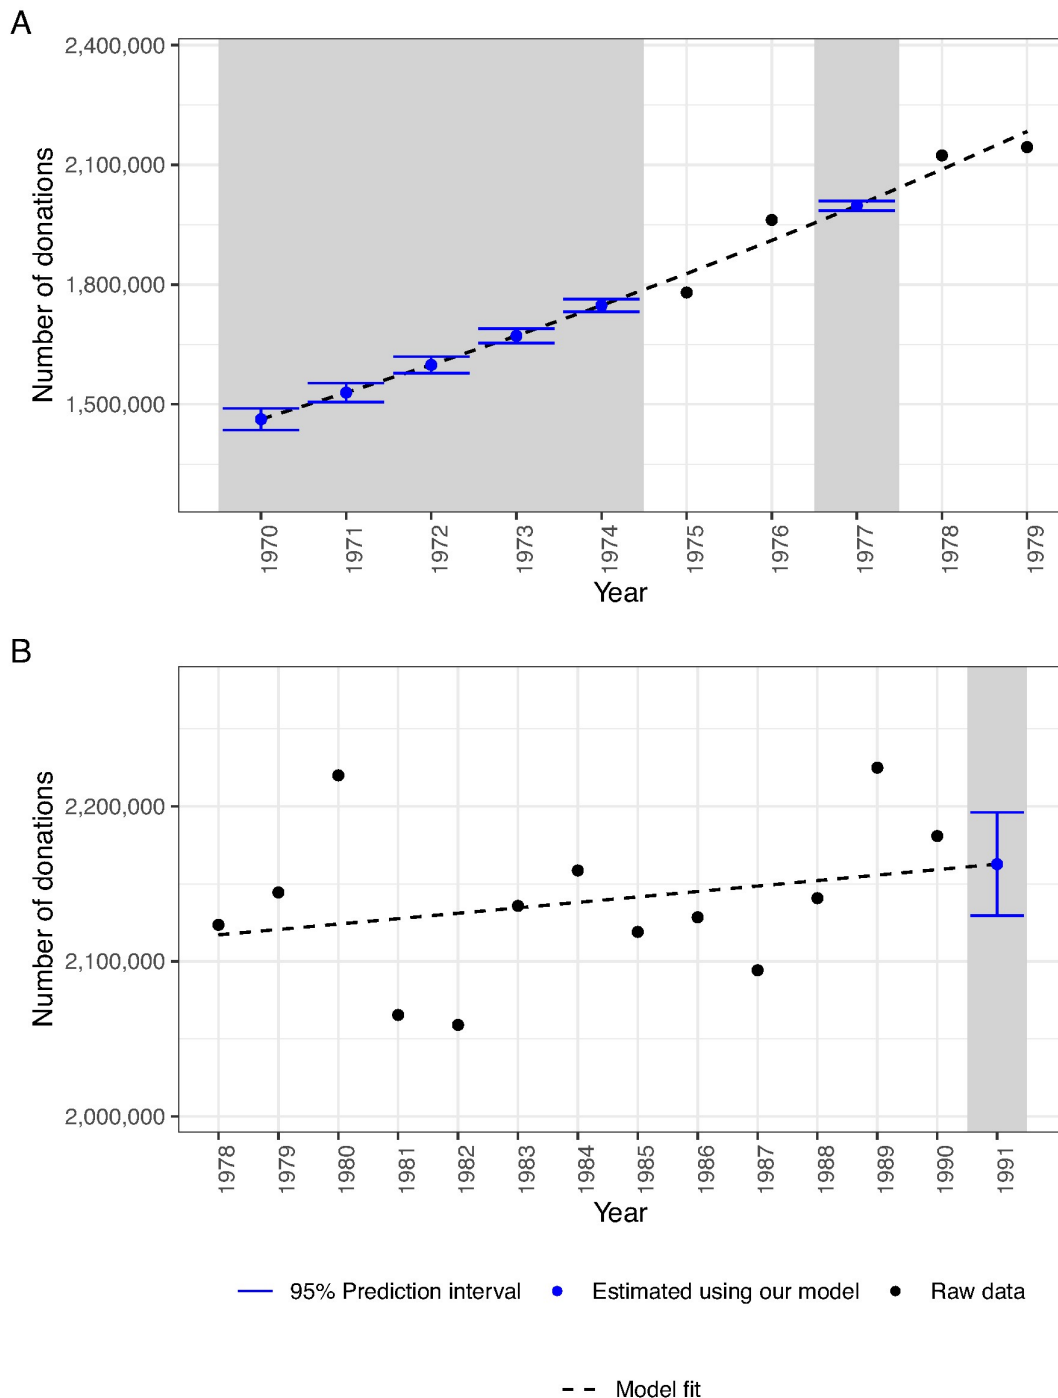 A
2,400,000
2,100,000
1,800,000
1,500,000
Number of donations
1970 1971 1972 1973 1974 1975 1976 1977 1978 1979
Year
B
2,200,000
2,100,000
2,000,000
Number of donations
1978 1979 1980 1981 1982 1983 1984 1985 1986 1987 1988 1989 1990 1991
Year
95% Prediction interval Estimated using our model Raw data
Model fit